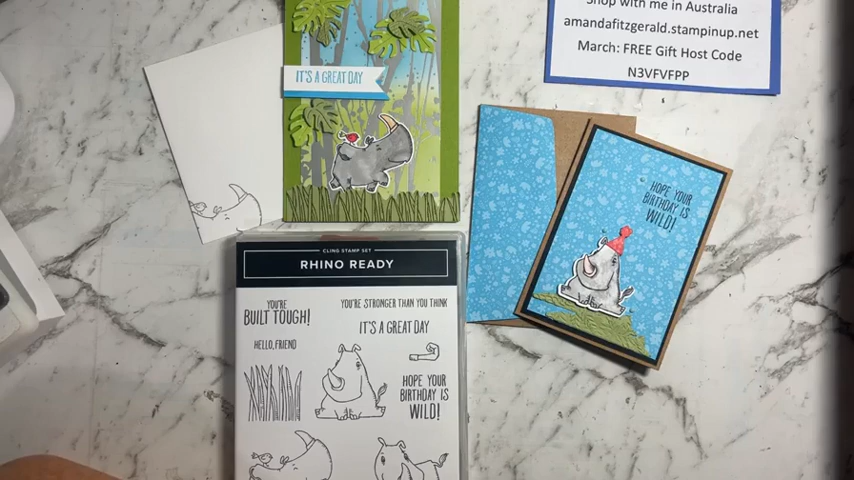 Shop with me in Australia
amandafitzgerald.stampinup.net
March: FREE Gift Host Code
N3VFVFPP
IT'S A GREAT DAY
HOPE YOUR
BIRTHDAY IS
WILD!
CLING STAMP SET
RHINO READY
YOU'RE
BUILT TOUGH!
YOU'RE STRONGER THAN YOU THINK
IT'S A GREAT DAY
HELLO, FRIEND
HOPE YOUR
BIRTHDAY IS
WILD!